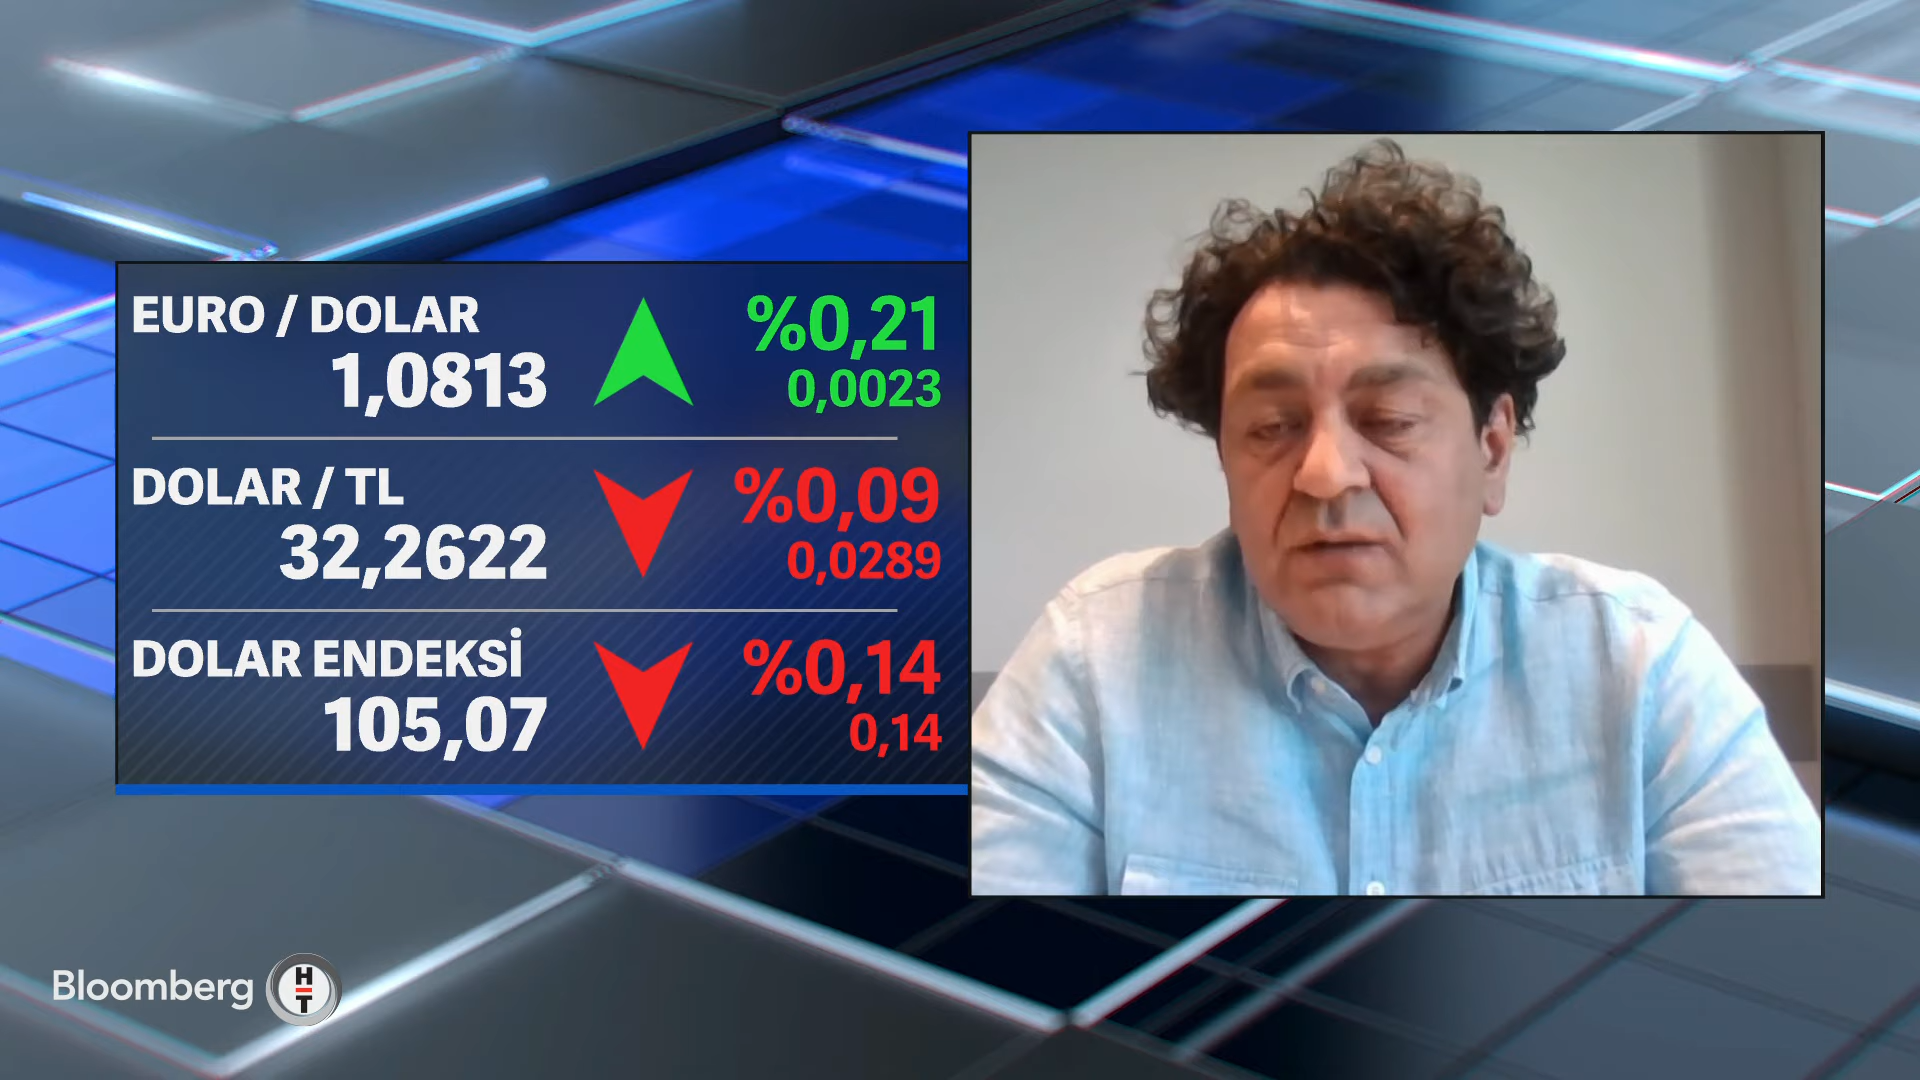 EURO / DOLAR
1,0813
%0,21
0,0023
DOLAR / TL
32,2622
%0,09
0,0289
DOLAR ENDEKSİ
105,07
%0,14
0,14
Bloomberg HT